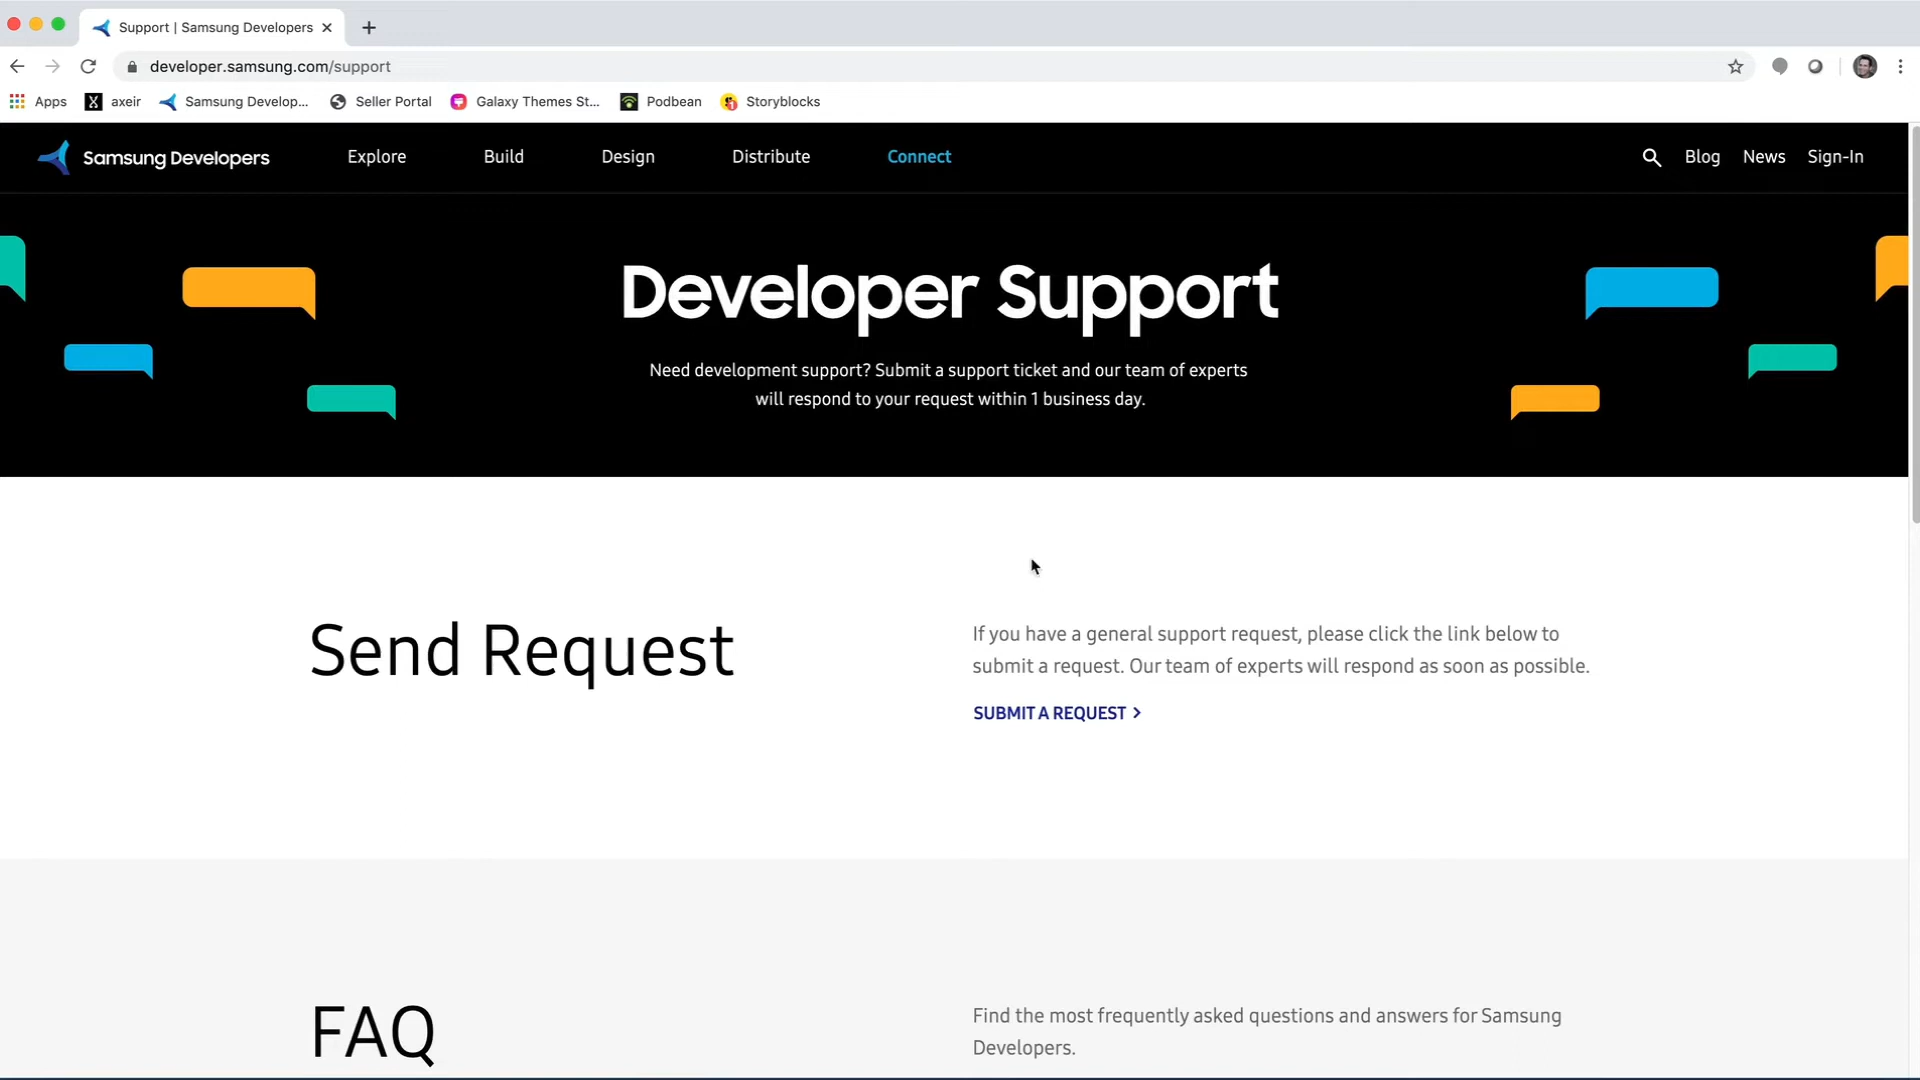 Support | Samsung Developers
developer.samsung.com/support
Apps axeir Samsung Develop... Seller Portal Galaxy Themes St... Podbean Storyblocks
Samsung Developers Explore Build Design Distribute Connect Blog News Sign-In
Developer Support
Need development support? Submit a support ticket and our team of experts
will respond to your request within 1 business day.
Send Request
If you have a general support request, please click the link below to
submit a request. Our team of experts will respond as soon as possible.
SUBMIT A REQUEST
FAQ
Find the most frequently asked questions and answers for Samsung
Developers.